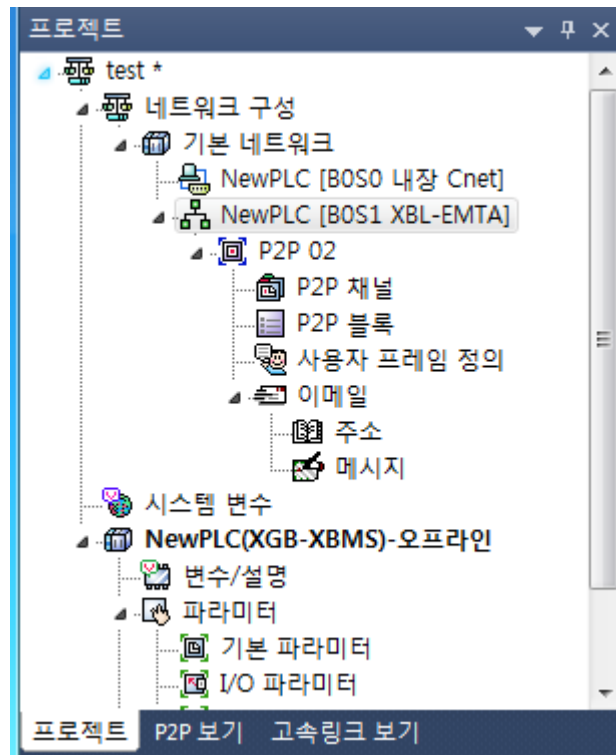 프로젝트
test *
네트워크 구성
기본 네트워크
NewPLC [B0S0 내장 Cnet]
NewPLC [B0S1 XBL-EMTA]
P2P 02
P2P 채널
P2P 블록
사용자 프레임 정의
이메일
주소
메시지
시스템 변수
NewPLC(XGB-XBMS)-오프라인
변수/설명
파라미터
기본 파라미터
I/O 파라미터
프로젝트 P2P 보기 고속링크 보기